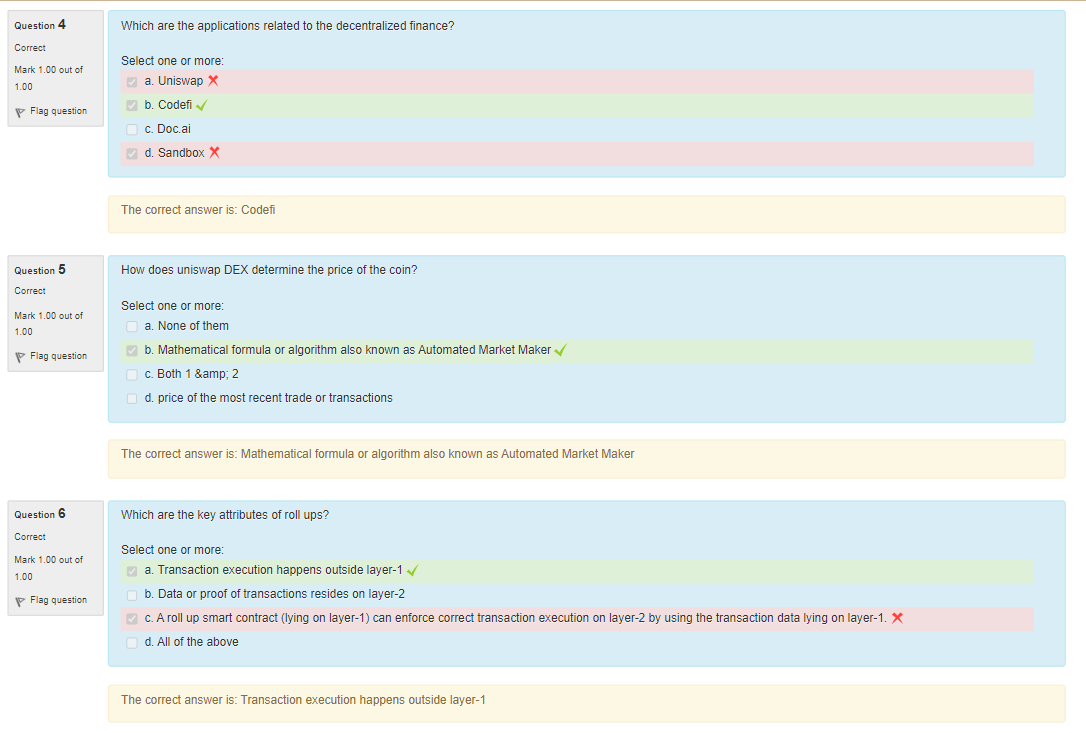 Question 4
Correct
Mark 1.00 out of
1.00
Flag question
Which are the applications related to the decentralized finance?
Select one or more:
a. Uniswap
b. Codefi
c. Doc.ai
d. Sandbox
The correct answer is: Codefi
Question 5
Correct
Mark 1.00 out of
1.00
Flag question
How does uniswap DEX determine the price of the coin?
Select one or more:
a. None of them
b. Mathematical formula or algorithm also known as Automated Market Maker
c. Both 1 &amp; 2
d. price of the most recent trade or transactions
The correct answer is: Mathematical formula or algorithm also known as Automated Market Maker
Question 6
Correct
Mark 1.00 out of
1.00
Flag question
Which are the key attributes of roll ups?
Select one or more:
a. Transaction execution happens outside layer-1
b. Data or proof of transactions resides on layer-2
c. A roll up smart contract (lying on layer-1) can enforce correct transaction execution on layer-2 by using the transaction data lying on layer-1.
d. All of the above
The correct answer is: Transaction execution happens outside layer-1